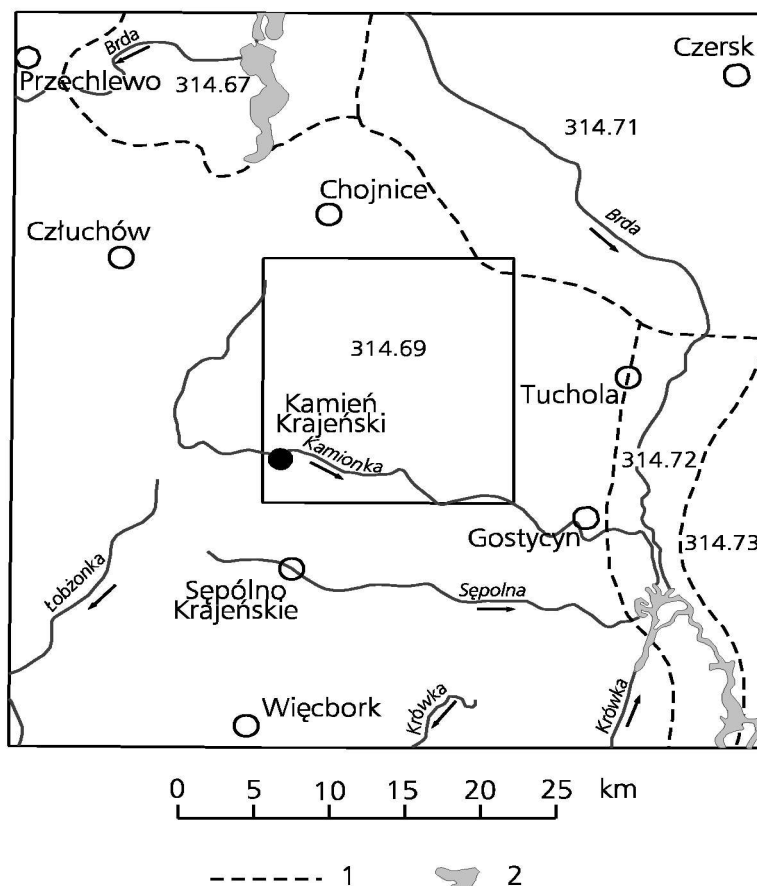 Brda
Czersk
Przechlewo
314.67
314.71
Chojnice
Człuchów
Brda
314.69
Tuchola
Kamień
Krajeński
Kamionka
314.72
Gostycyn
314.73
Łobżonka
Sępólno
Krajeńskie
Sępolna
Więcbork
Krówka
Krówka
0 5 10 15 20 25 km
1 2